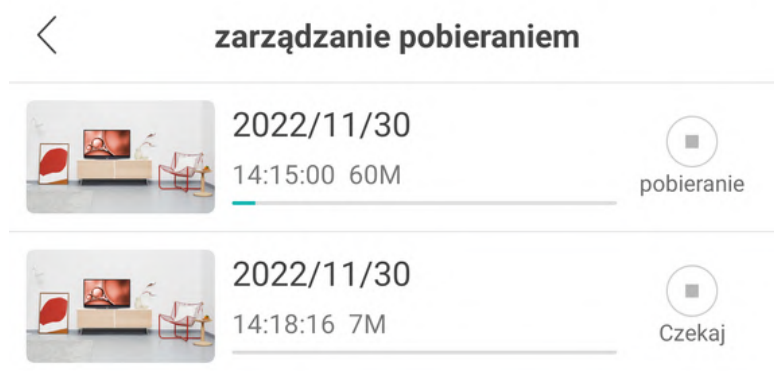 zarządzanie pobieraniem
2022/11/30
14:15:00 60M
pobieranie
2022/11/30
14:18:16 7M
Czekaj